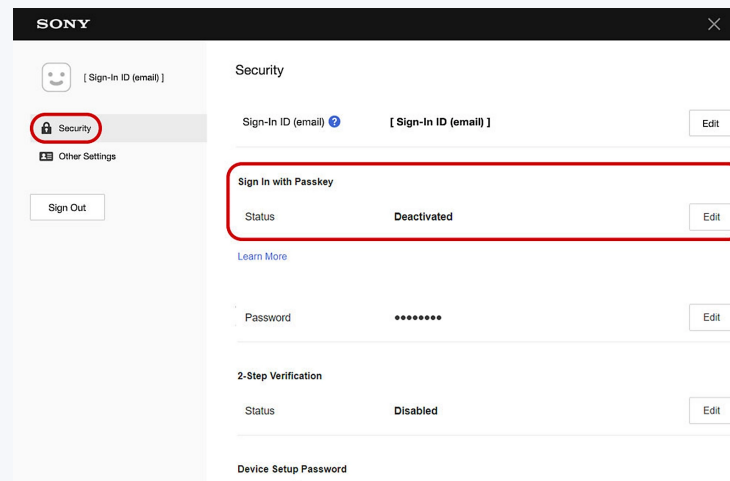 SONY
[ Sign-In ID (email) ]
Security
Other Settings
Sign Out
Security
Sign-In ID (email) ? [ Sign-In ID (email) ] Edit
Sign In with Passkey
Status Deactivated Edit
Learn More
Password •••••••• Edit
2-Step Verification
Status Disabled Edit
Device Setup Password